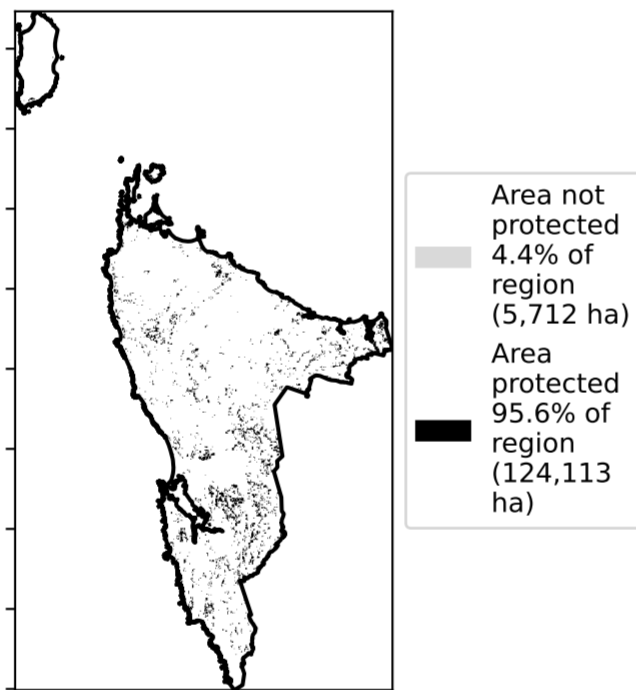 Area not
protected
4.4% of
region
(5,712 ha)
Area
protected
95.6% of
region
(124,113
ha)